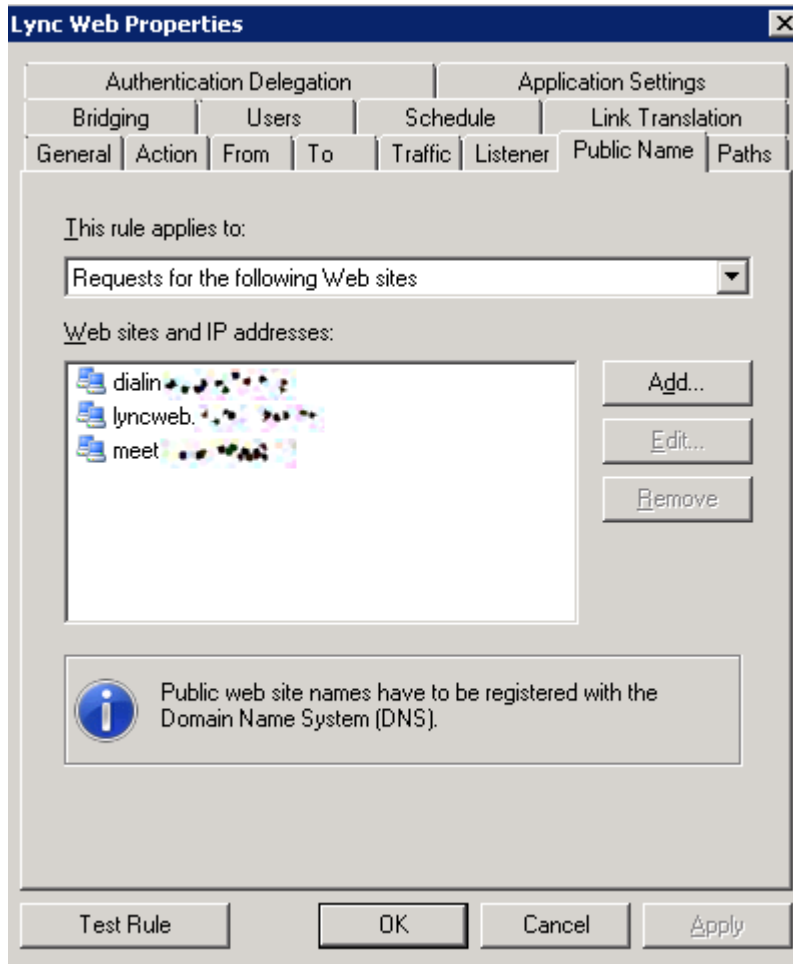 Lync Web Properties
Authentication Delegation Application Settings
Bridging Users Schedule Link Translation
General Action From To Traffic Listener Public Name Paths
This rule applies to:
Requests for the following Web sites
Web sites and IP addresses:
dialin
lyncweb.
meet
Add...
Edit...
Remove
Public web site names have to be registered with the
Domain Name System (DNS).
Test Rule OK Cancel Apply